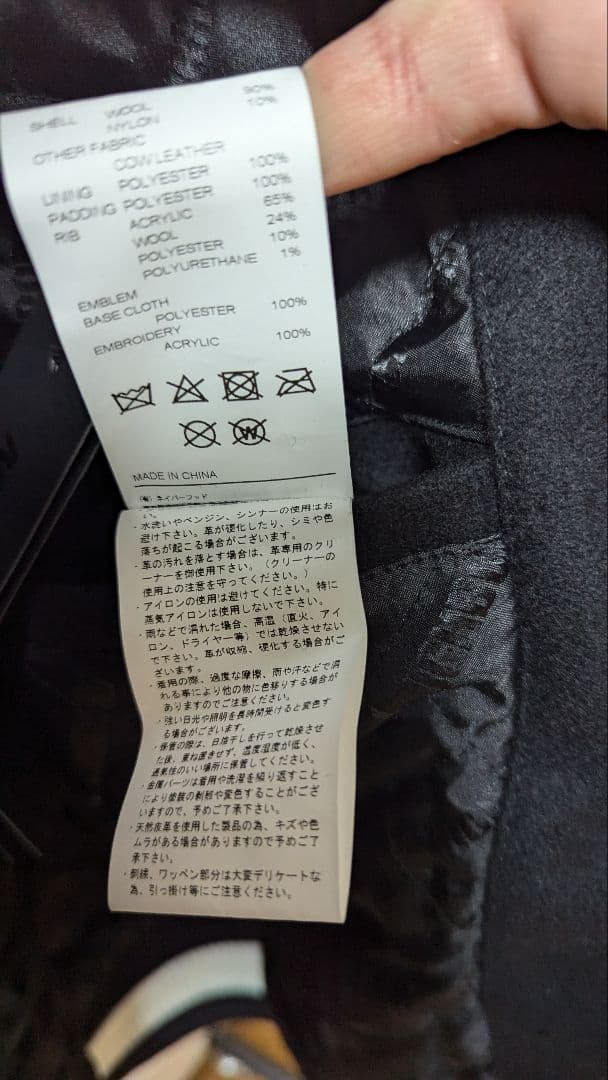 SHELL WOOL 90%
NYLON 10%
OTHER FABRIC
COW LEATHER
LINING POLYESTER 100%
PADDING POLYESTER 100%
RIB ACRYLIC 65%
WOOL 24%
POLYESTER 10%
POLYURETHANE 1%
EMBLEM
BASE CLOTH
POLYESTER 100%
EMBROIDERY
ACRYLIC 100%
W
MADE IN CHINA
(有)ネイバーフッド
い。
・水洗いやベンジン、シンナーの使用はお
避け下さい。革が硬化したり、シミや色
落ちが起こる場合がございます。
・革の汚れを落とす場合は、革専用のクリ
ーナーを御使用下さい。(クリーナーの
使用上の注意を守ってください。)
・アイロンの使用は避けてください。特に
蒸気アイロンは使用しないで下さい。
・雨などで濡れた場合、高温(直火、アイ
ロン、ドライヤー等)では乾燥させない
で下さい。革が収縮、硬化する場合がご
ざいます。
・着用の際、過度な摩擦、雨や汗などで濡
れる事により他の物に色移りする場合が
ありますのでご注意ください。
・強い日光や照明を長時間受けると変色す
る場合がございます。
・保管の際は、日陰干しを行って乾燥させ
た後、重ね置きせず、温度湿度が低く、
通気性のいい場所に保管してください。
・金属パーツは着用や洗濯を繰り返すこと
により塗装の剥離や変色することがござ
いますので、予めご了承下さい。
・天然皮革を使用した製品の為、キズや色
ムラがある場合がありますので予めご了
承下さい。
・刺繍、ワッペン部分は大変デリケートな
為、引っ掛け等にご注意ください。